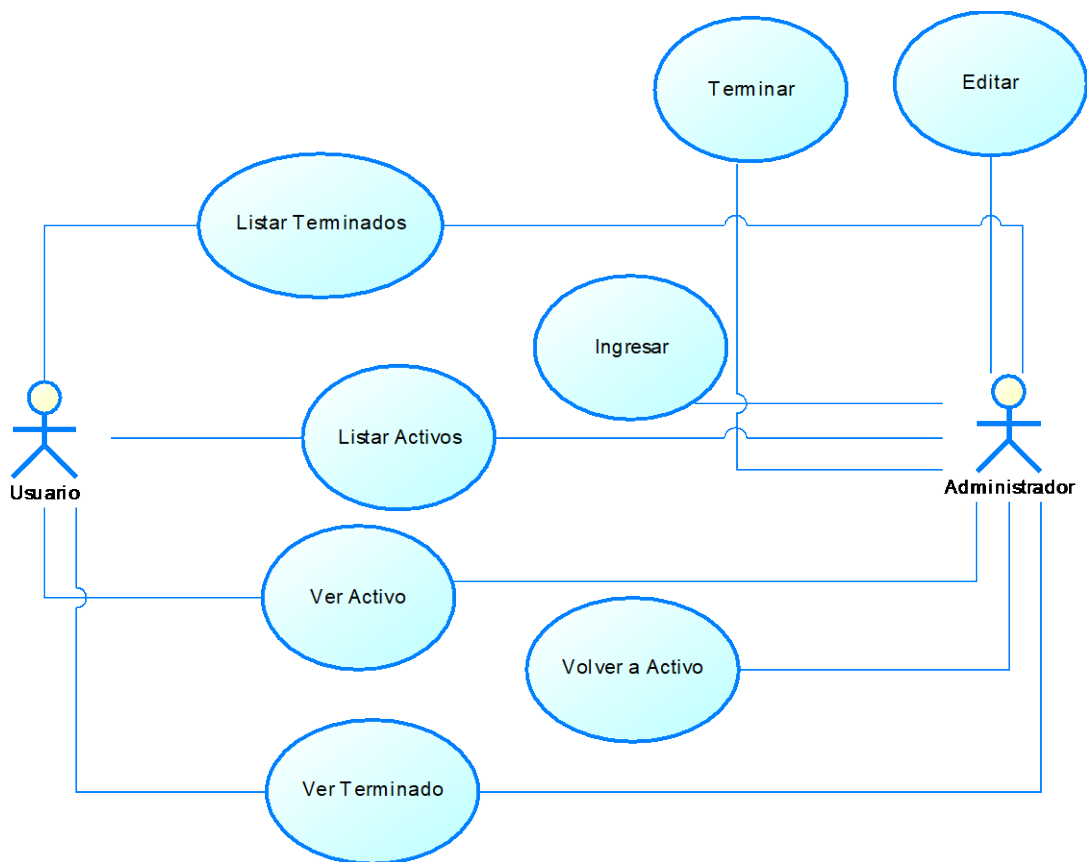 Terminar
Editar
Listar Terminados
Ingresar
Listar Activos
Usuario
Administrador
Ver Activo
Volver a Activo
Ver Terminado